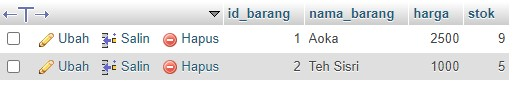 ←T→ id_barang nama_barang harga stok
Ubah Salin Hapus 1 Aoka 2500 9
Ubah Salin Hapus 2 Teh Sisri 1000 5